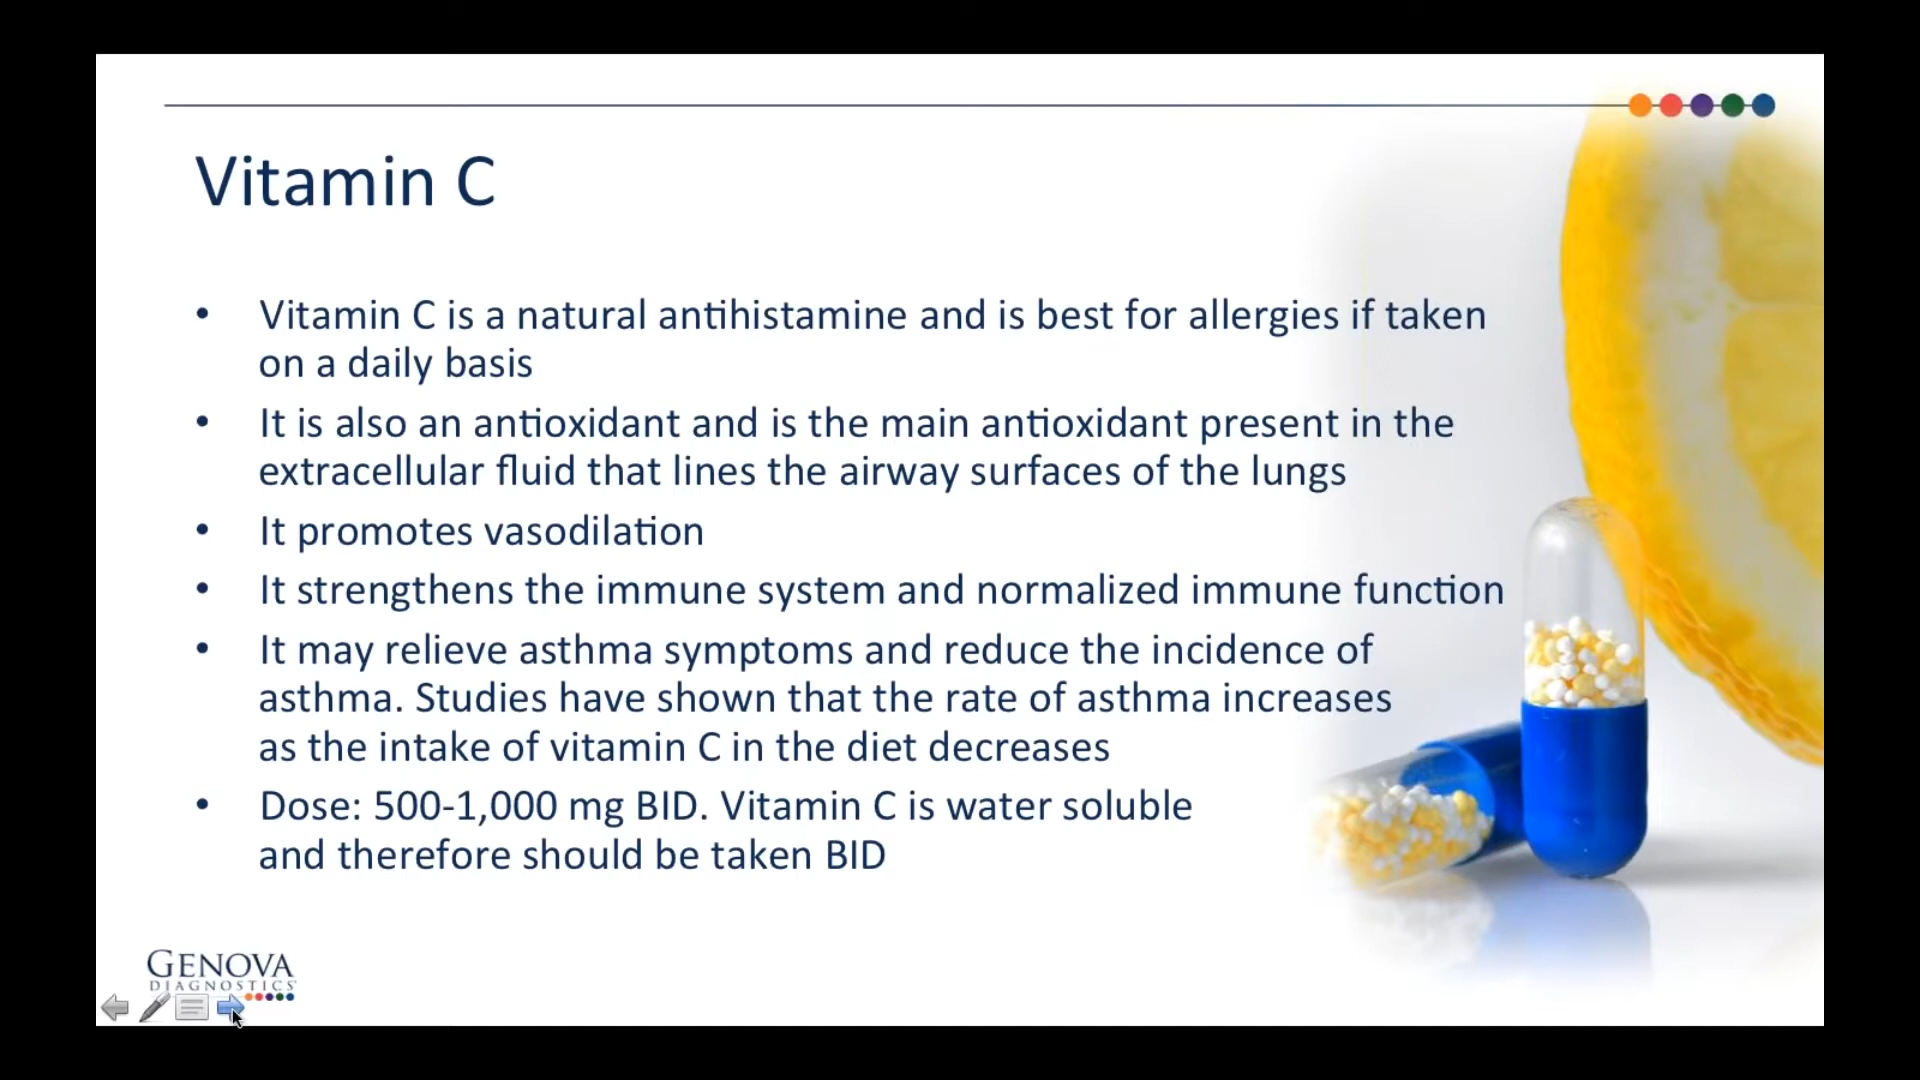 Vitamin C
• Vitamin C is a natural antihistamine and is best for allergies if taken
on a daily basis
• It is also an antioxidant and is the main antioxidant present in the
extracellular fluid that lines the airway surfaces of the lungs
• It promotes vasodilation
• It strengthens the immune system and normalized immune function
• It may relieve asthma symptoms and reduce the incidence of
asthma. Studies have shown that the rate of asthma increases
as the intake of vitamin C in the diet decreases
• Dose: 500-1,000 mg BID. Vitamin C is water soluble
and therefore should be taken BID
GENOVA
DIAGNOSTICS